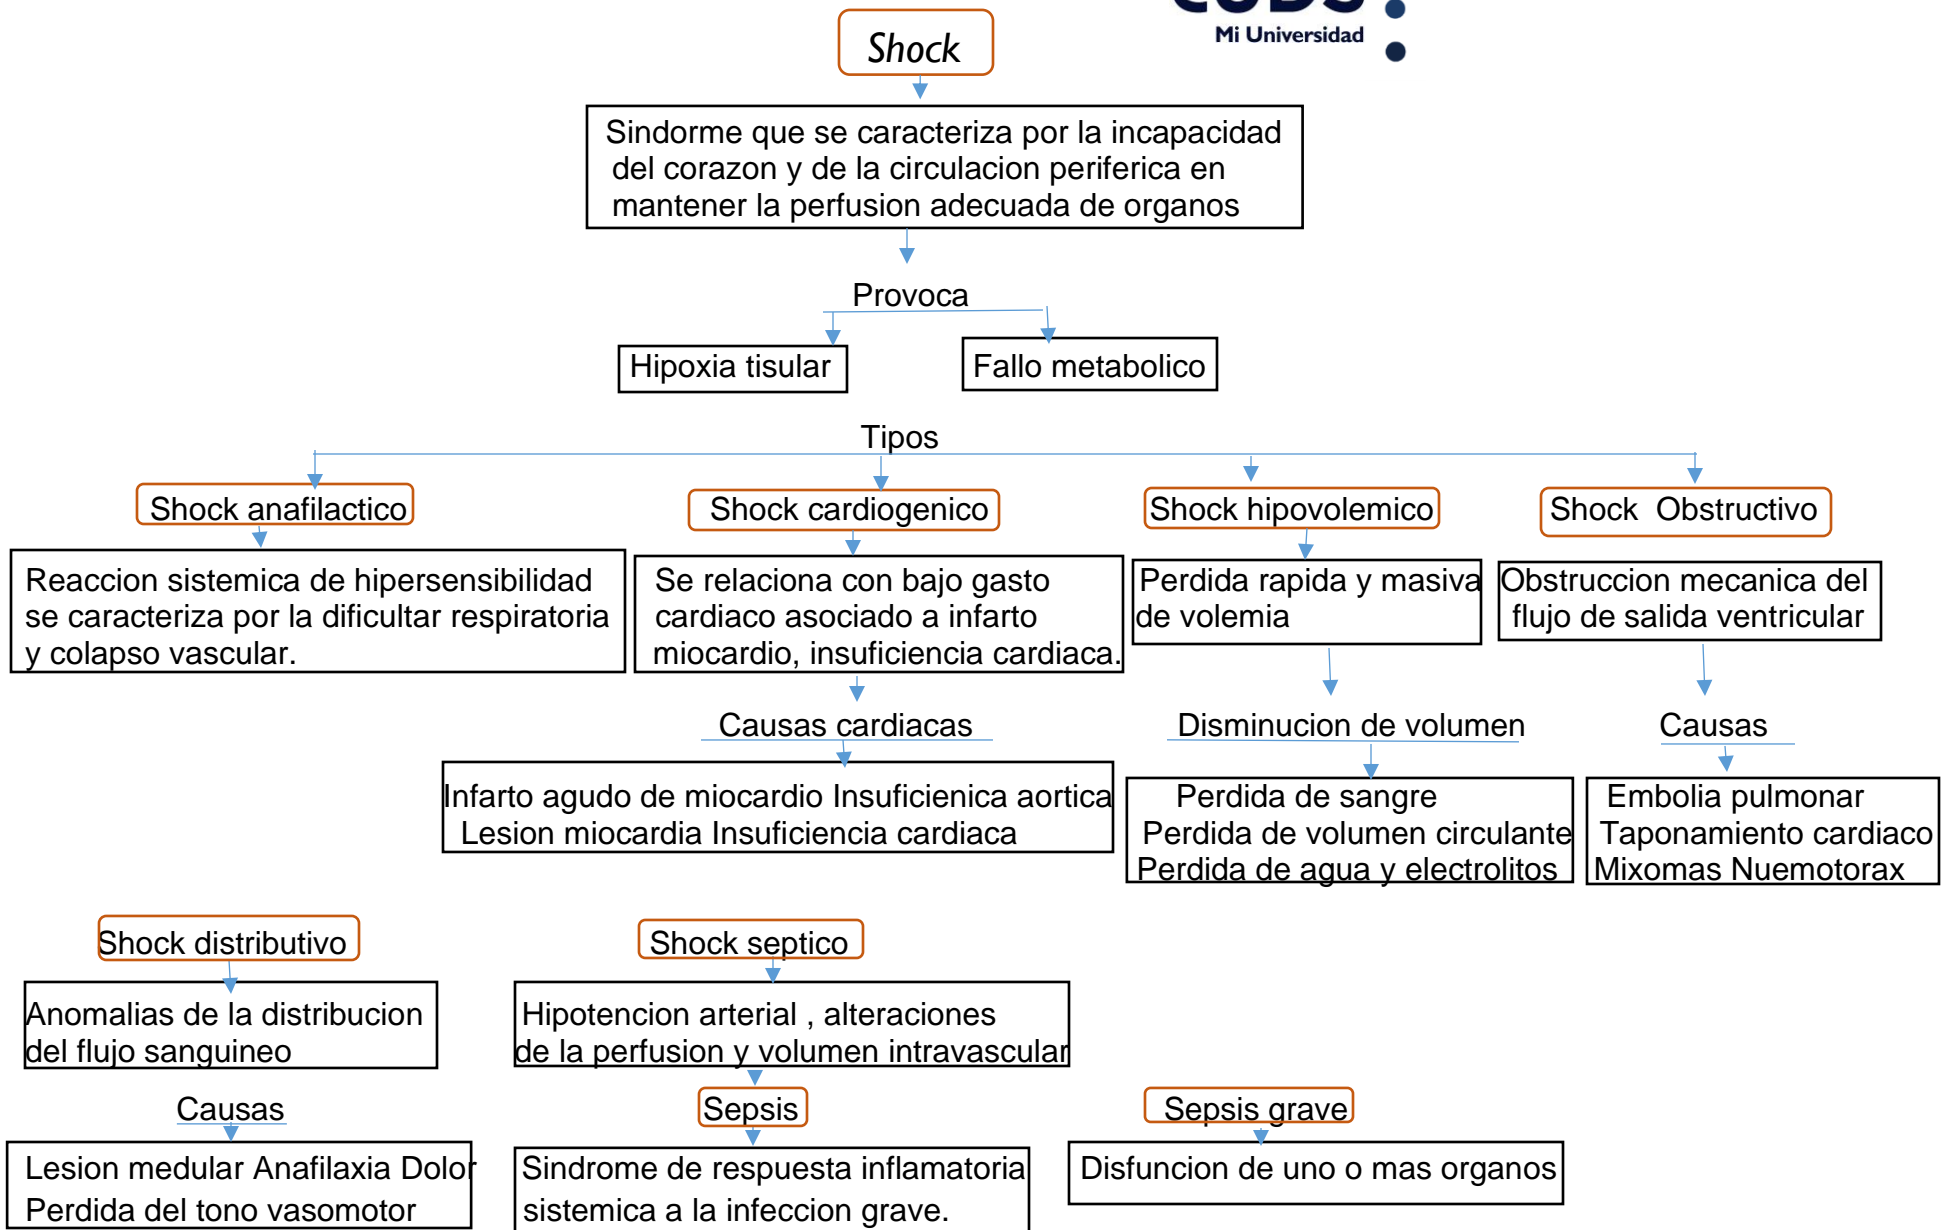 Mi Universidad
Shock
Sindorme que se caracteriza por la incapacidad
del corazon y de la circulacion periferica en
mantener la perfusion adecuada de organos
Provoca
Hipoxia tisular
Fallo metabolico
Tipos
Shock anafilactico
Shock cardiogenico
Shock hipovolemico
Shock Obstructivo
Reaccion sistemica de hipersensibilidad
se caracteriza por la dificultar respiratoria
y colapso vascular.
Se relaciona con bajo gasto
cardiaco asociado a infarto
miocardio, insuficiencia cardiaca.
Perdida rapida y masiva
de volemia
Obstruccion mecanica del
flujo de salida ventricular
Causas cardiacas
Disminucion de volumen
Causas
Infarto agudo de miocardio Insuficienica aortica
Lesion miocardia Insuficiencia cardiaca
Perdida de sangre
Perdida de volumen circulante
Perdida de agua y electrolitos
Embolia pulmonar
Taponamiento cardiaco
Mixomas Nuemotorax
Shock distributivo
Shock septico
Anomalias de la distribucion
del flujo sanguineo
Hipotencion arterial , alteraciones
de la perfusion y volumen intravascular
Causas
Sepsis
Sepsis grave
Lesion medular Anafilaxia Dolor
Perdida del tono vasomotor
Sindrome de respuesta inflamatoria
sistemica a la infeccion grave.
Disfuncion de uno o mas organos